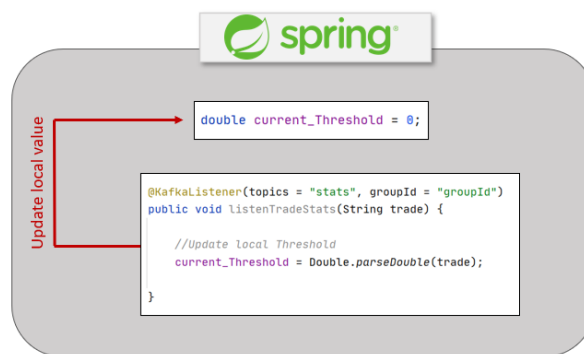 spring
double current_Threshold = 0;
Update local value
@KafkaListener(topics = "stats", groupId = "groupId")
public void listenTradeStats(String trade) {
//Update local Threshold
current_Threshold = Double.parseDouble(trade);
}